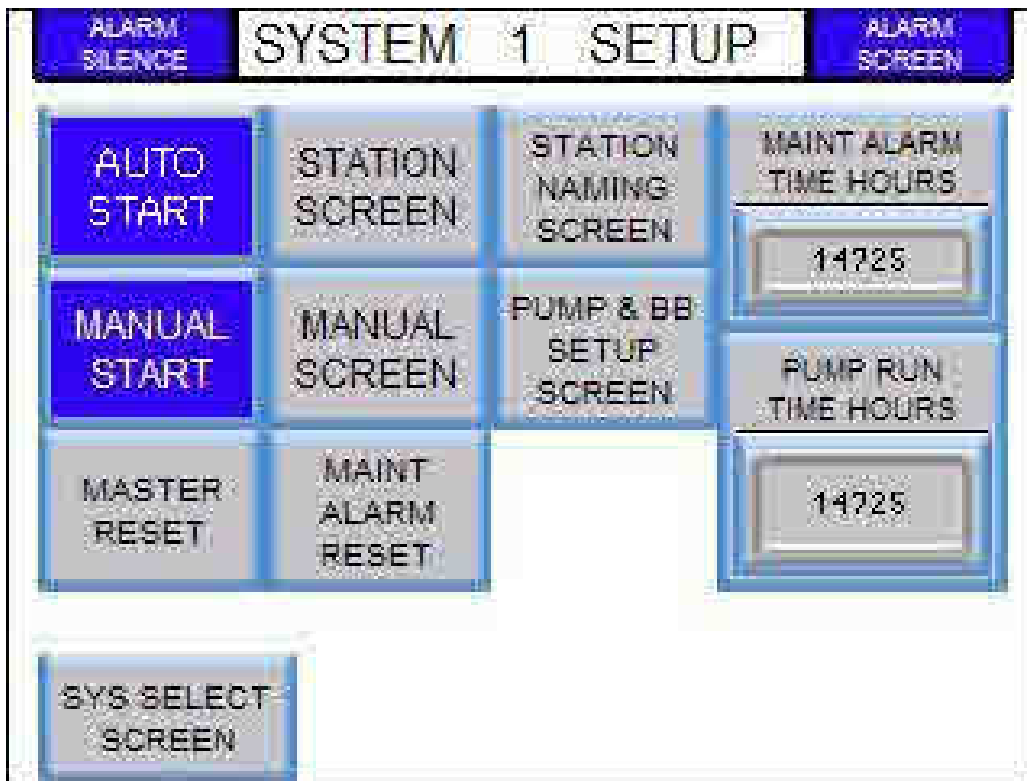 ALARM
SILENCE
SYSTEM 1 SETUP
ALARM
SCREEN
AUTO
START
STATION
SCREEN
STATION
NAMING
SCREEN
MAINT ALARM
TIME HOURS
MANUAL
START
MANUAL
SCREEN
PUMP & BB
SETUP
SCREEN
PUMP RUN
TIME HOURS
MASTER
RESET
MAINT
ALARM
RESET
SYS SELECT
SCREEN